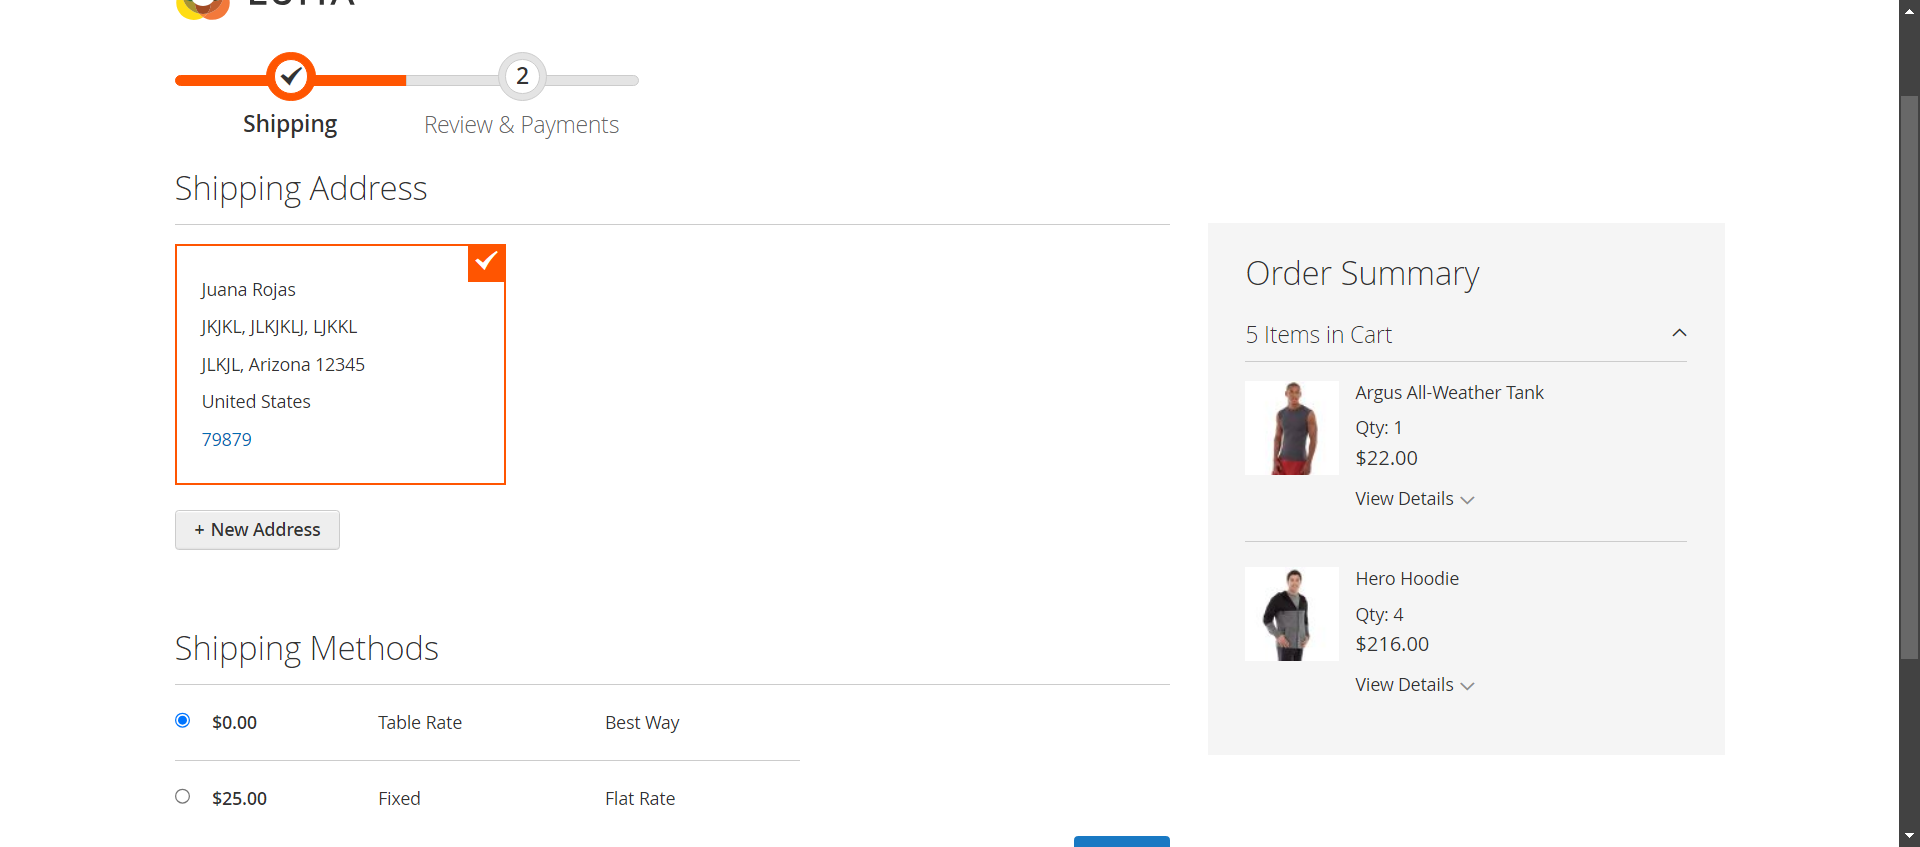 LUMA
2
Shipping
Review & Payments
Shipping Address
Juana Rojas
JKJKL, JLKJKLJ, LJKKL
JLKJL, Arizona 12345
United States
79879
+ New Address
Shipping Methods
$0.00 Table Rate Best Way
$25.00 Fixed Flat Rate
Order Summary
5 Items in Cart
Argus All-Weather Tank
Qty: 1
$22.00
View Details
Hero Hoodie
Qty: 4
$216.00
View Details